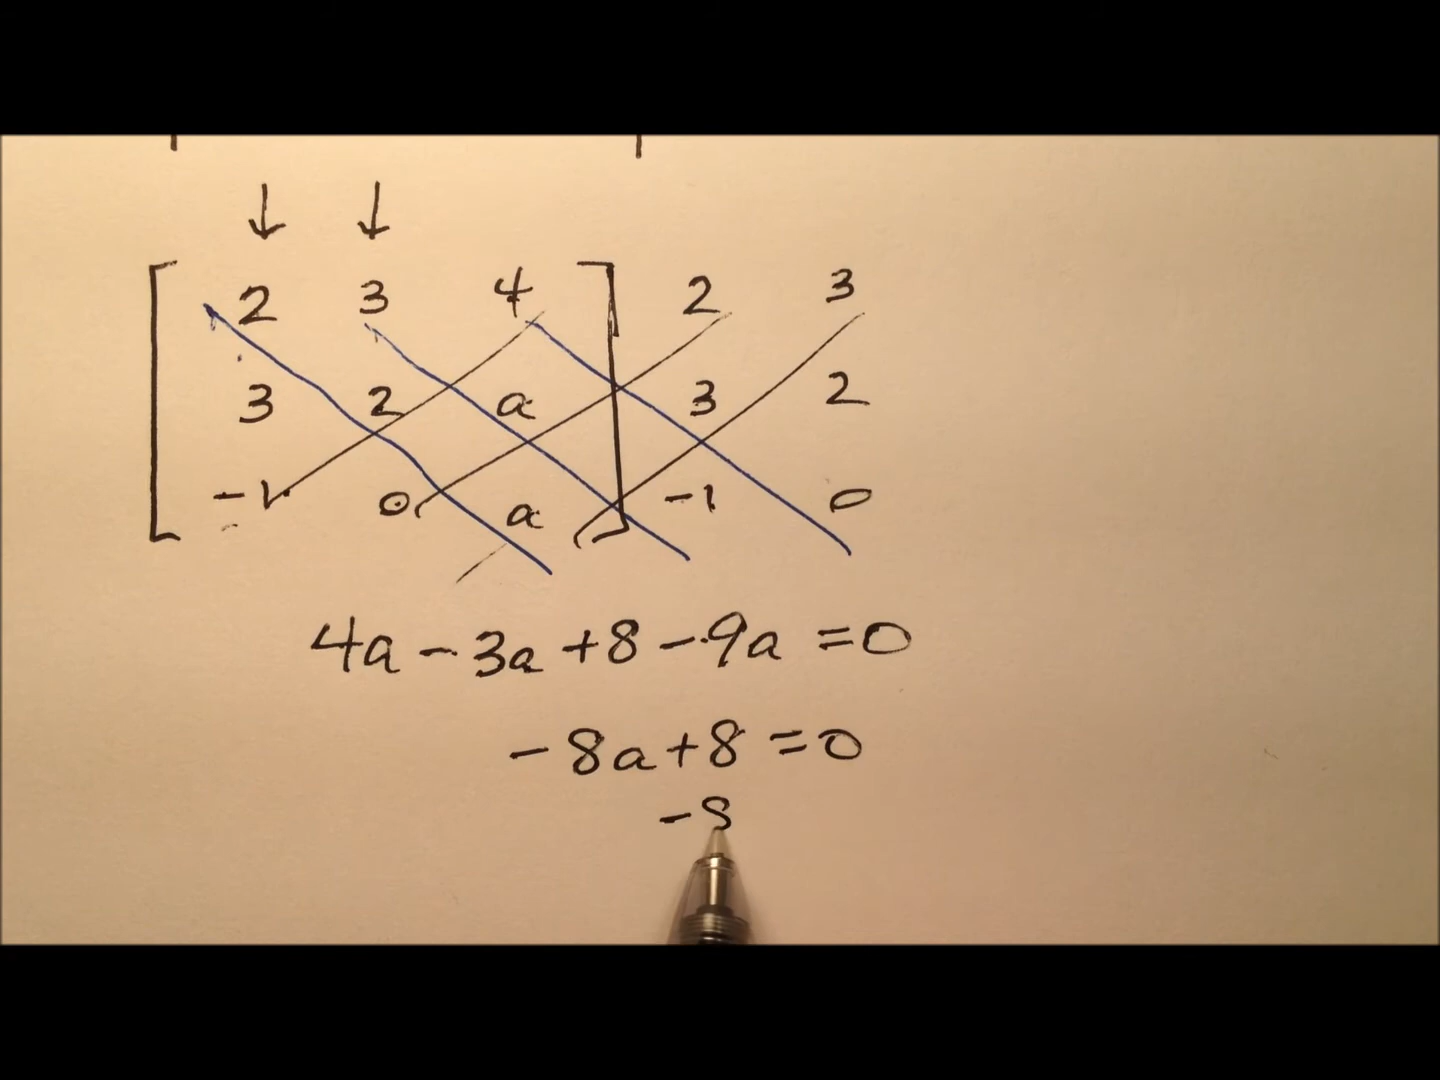 2 3 4 2 3
3 2 a 3 2
-1 0 a -1 0
4a - 3a + 8 - 9a = 0
-8a + 8 = 0
-8